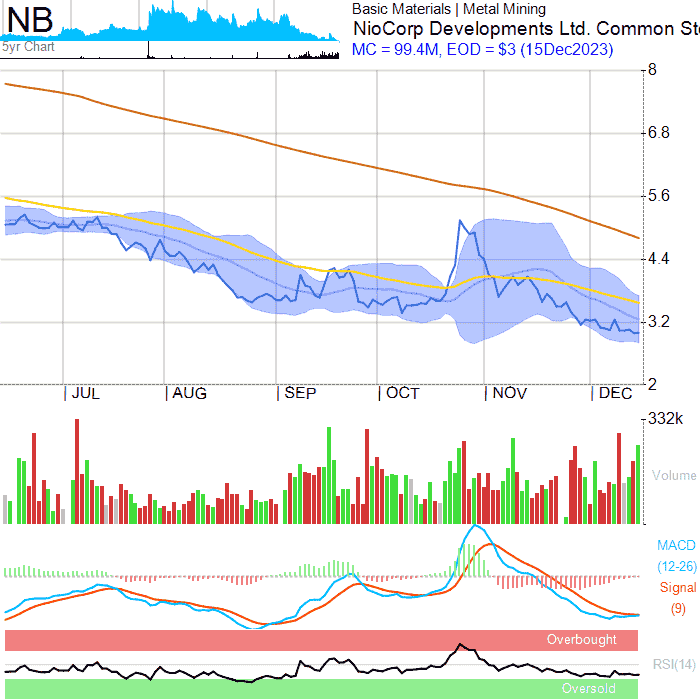 NB
5yr Chart
Basic Materials | Metal Mining
NioCorp Developments Ltd. Common Sto
MC = 99.4M, EOD = $3 (15Dec2023)
8
6.8
5.6
4.4
3.2
2
JUL AUG SEP OCT NOV DEC
332k
Volume
MACD
(12-26)
Signal
(9)
Overbought
RSI(14)
Oversold